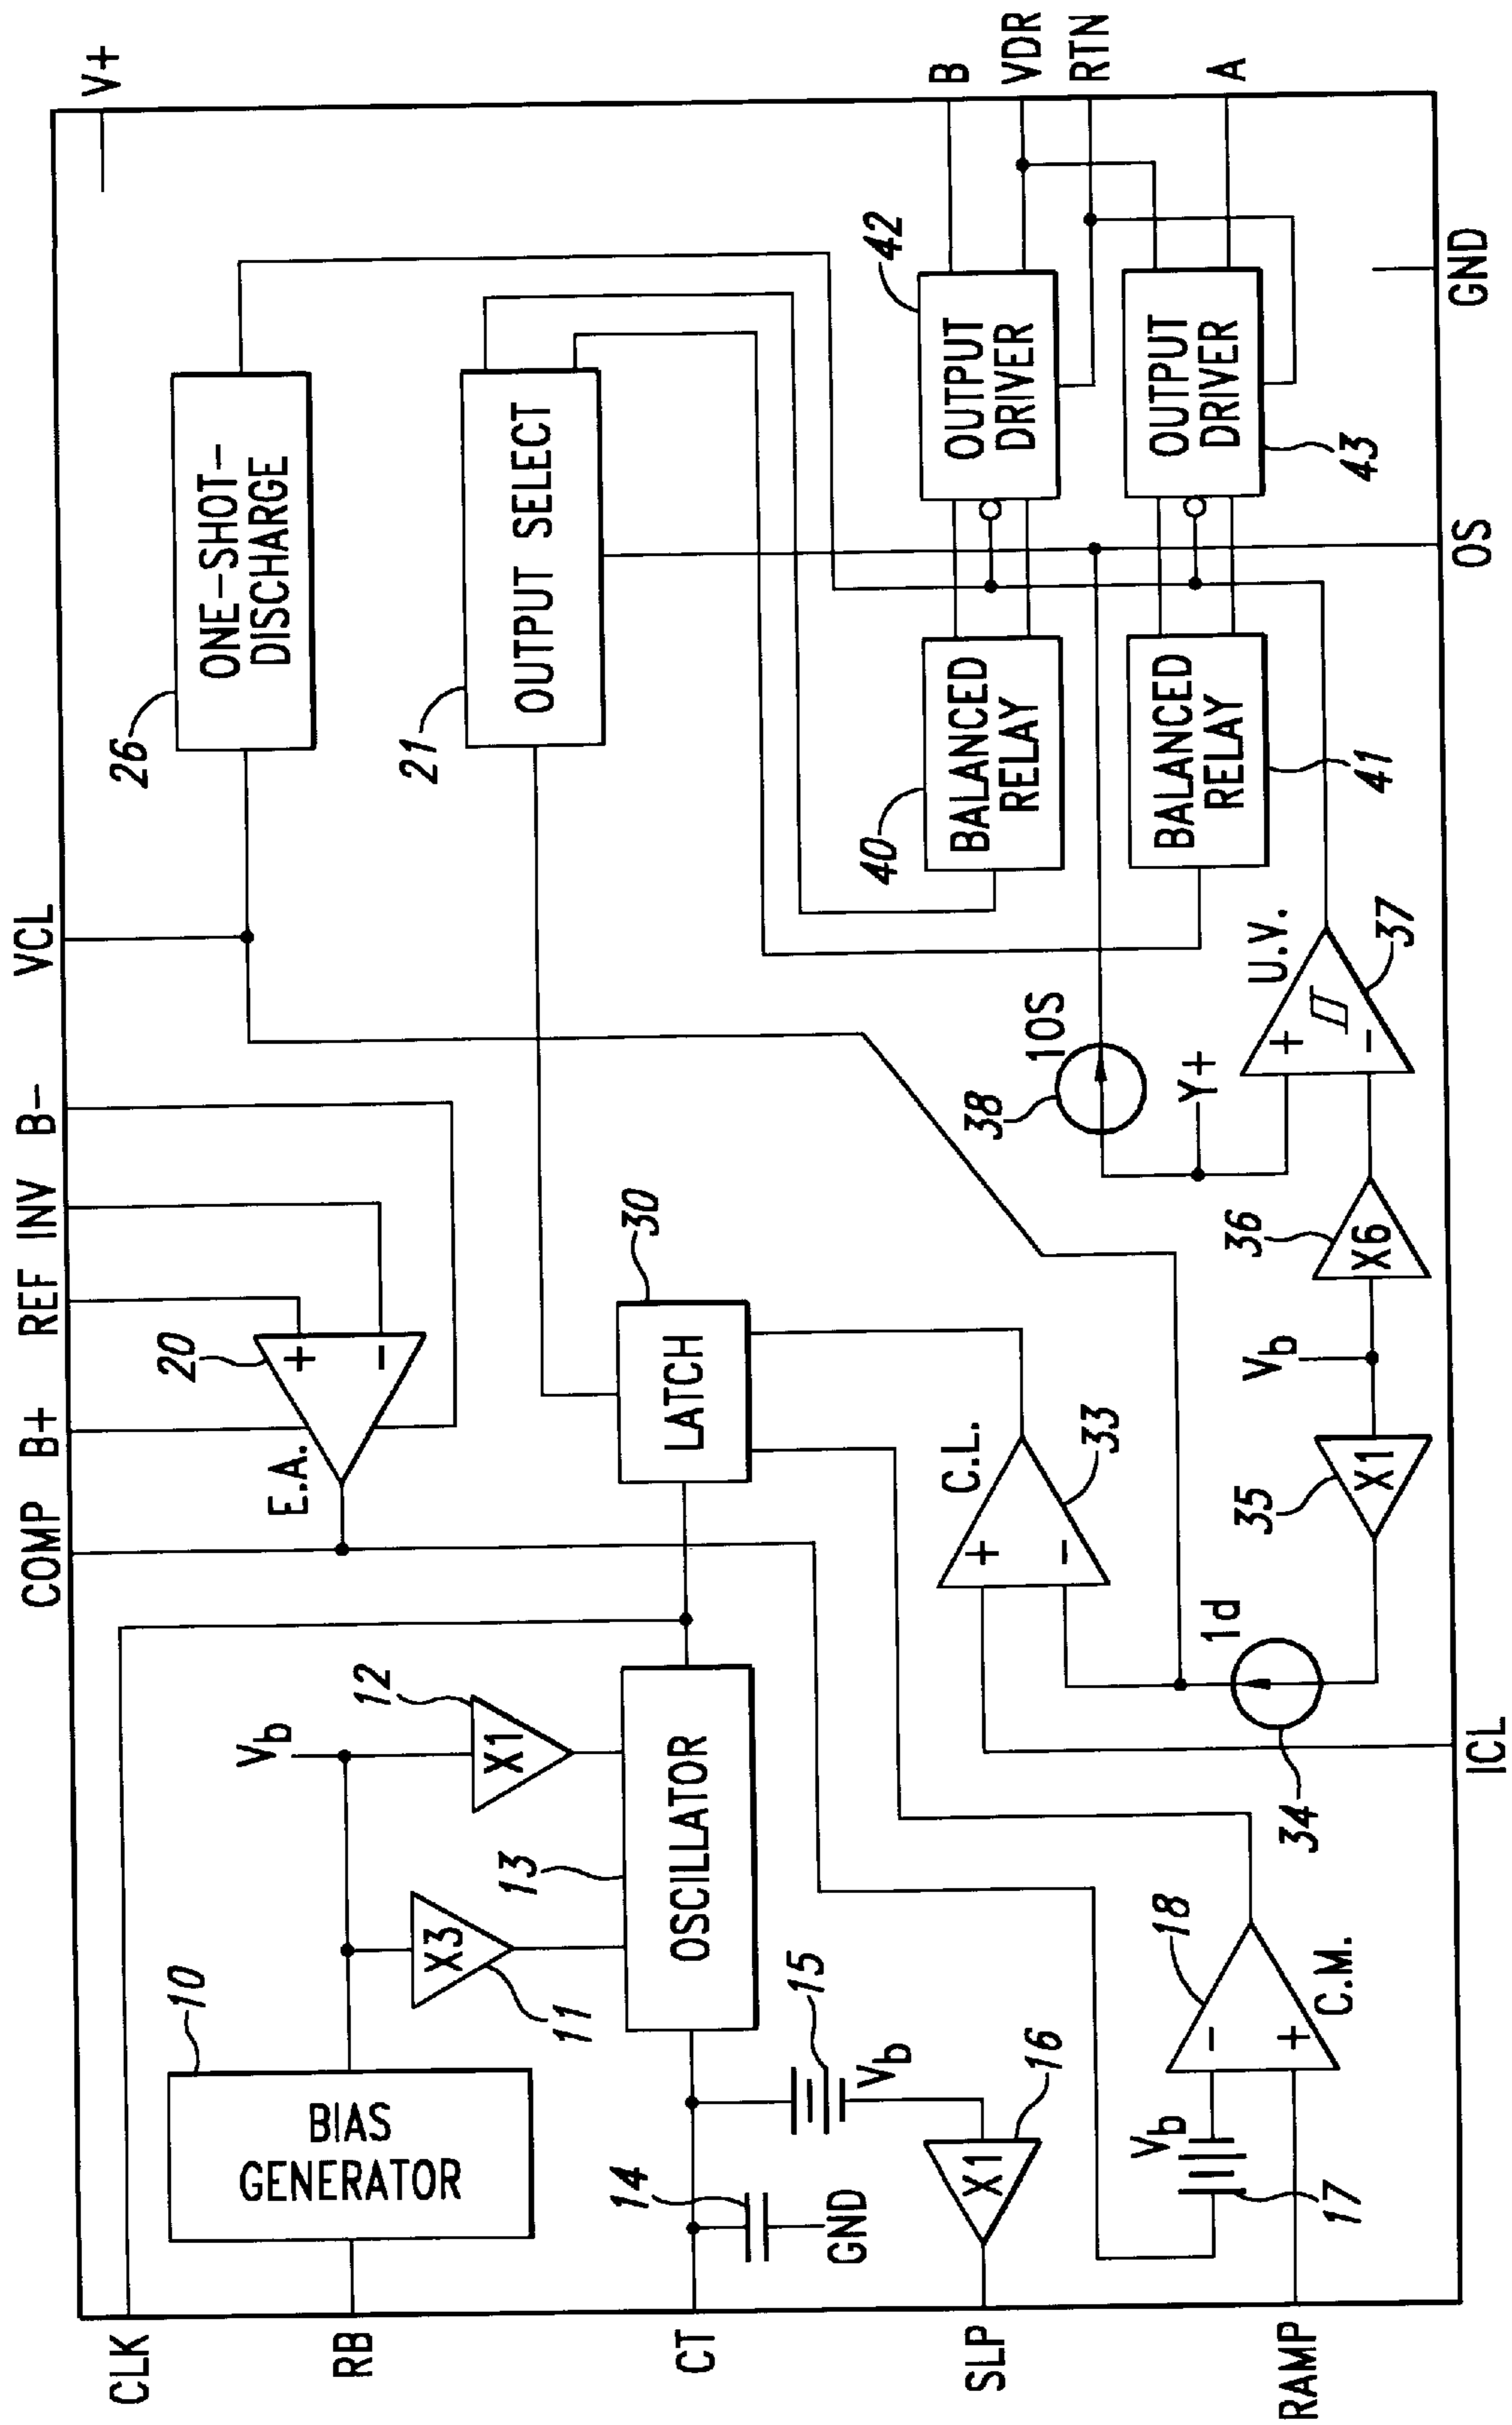 COMP
B+
REF
INV
B-
VCL
V+
CLK
RB
CT
SLP
RAMP
ICL
OS
GND
B
VDR
RTN
A
10
BIAS
GENERATOR
Vb
X3
11
X1
12
13
OSCILLATOR
14
GND
15
Vb
X1
16
Vb
17
18
-
+
C.M.
20
+
-
E.A.
30
LATCH
C.L.
+
-
33
1d
34
35
X1
Vb
36
X6
U.V.
+
-
37
38
1OS
Y+
26
ONE-SHOT-
DISCHARGE
21
OUTPUT SELECT
40
BALANCED
RELAY
BALANCED
RELAY
41
42
OUTPUT
DRIVER
OUTPUT
DRIVER
43